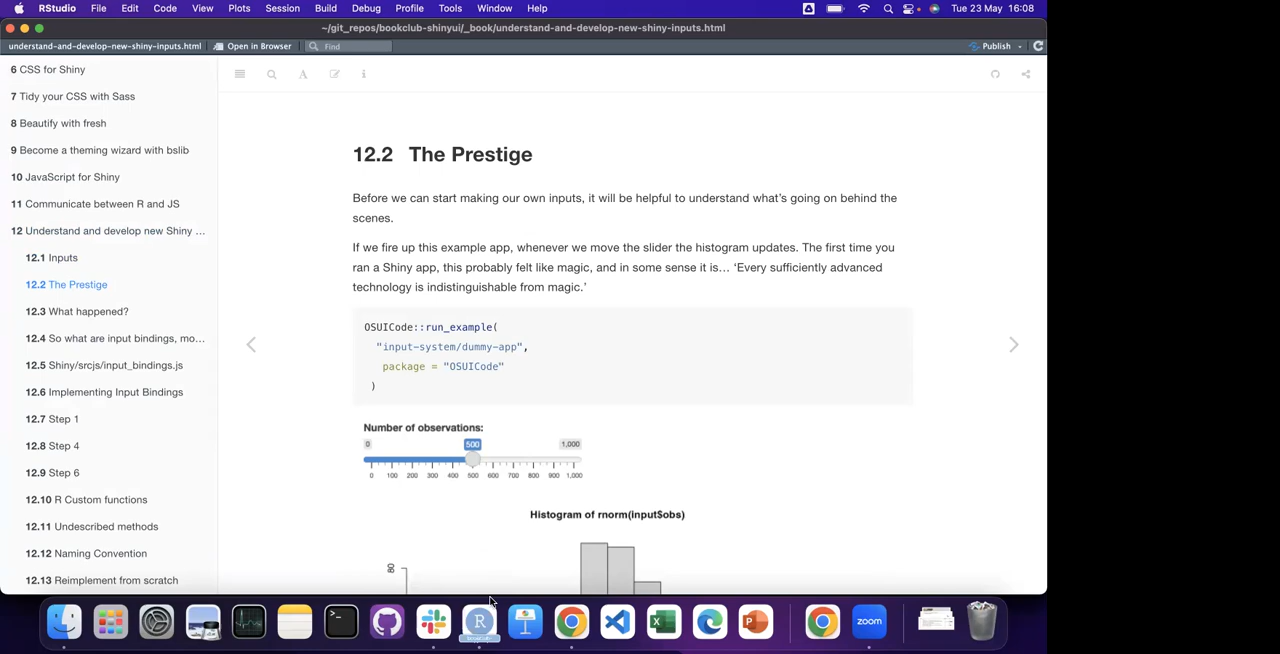 RStudio File Edit Code View Plots Session Build Debug Profile Tools Window Help Tue 23 May 16:08
~/git_repos/bookclub-shinyui/_book/understand-and-develop-new-shiny-inputs.html
understand-and-develop-new-shiny-inputs.html Open in Browser Find Publish
6 CSS for Shiny
7 Tidy your CSS with Sass
8 Beautify with fresh
9 Become a theming wizard with bslib
10 JavaScript for Shiny
11 Communicate between R and JS
12 Understand and develop new Shiny ...
12.1 Inputs
12.2 The Prestige
12.3 What happened?
12.4 So what are input bindings, mo...
12.5 Shiny/srcjs/input_bindings.js
12.6 Implementing Input Bindings
12.7 Step 1
12.8 Step 4
12.9 Step 6
12.10 R Custom functions
12.11 Undescribed methods
12.12 Naming Convention
12.13 Reimplement from scratch
12.2 The Prestige
Before we can start making our own inputs, it will be helpful to understand what's going on behind the
scenes.
If we fire up this example app, whenever we move the slider the histogram updates. The first time you
ran a Shiny app, this probably felt like magic, and in some sense it is… ‘Every sufficiently advanced
technology is indistinguishable from magic.’
OSUICode::run_example(
"input-system/dummy-app",
package = "OSUICode"
)
Number of observations:
0 500 1,000
0 100 200 300 400 500 600 700 800 900 1,000
Histogram of rnorm(input$obs)
80
R
zoom